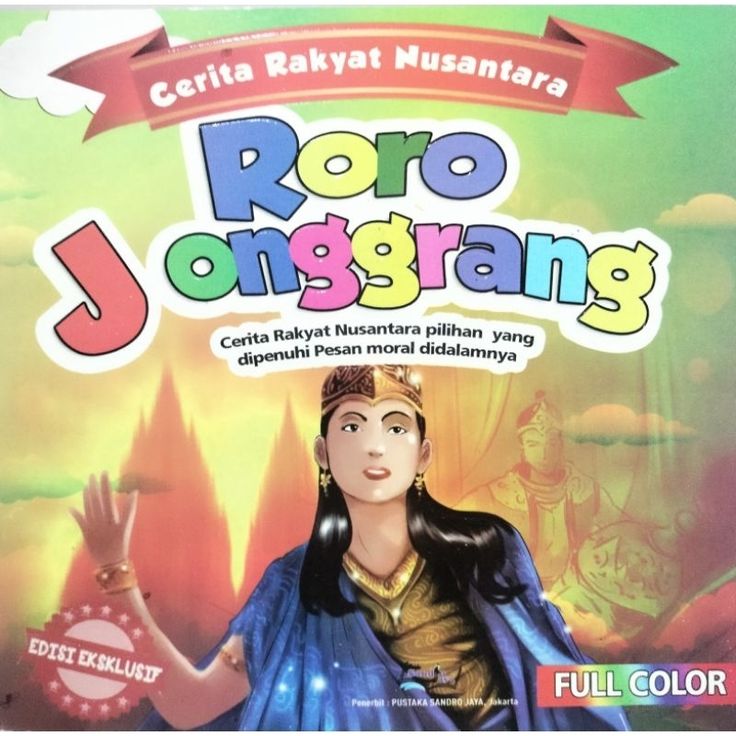 Cerita Rakyat Nusantara
Roro
Jonggrang
Cerita Rakyat Nusantara pilihan yang
dipenuhi Pesan moral didalamnya
EDISI EKSKLUSIF
FULL COLOR
Penerbit : PUSTAKA SANDRO JAYA, Jakarta